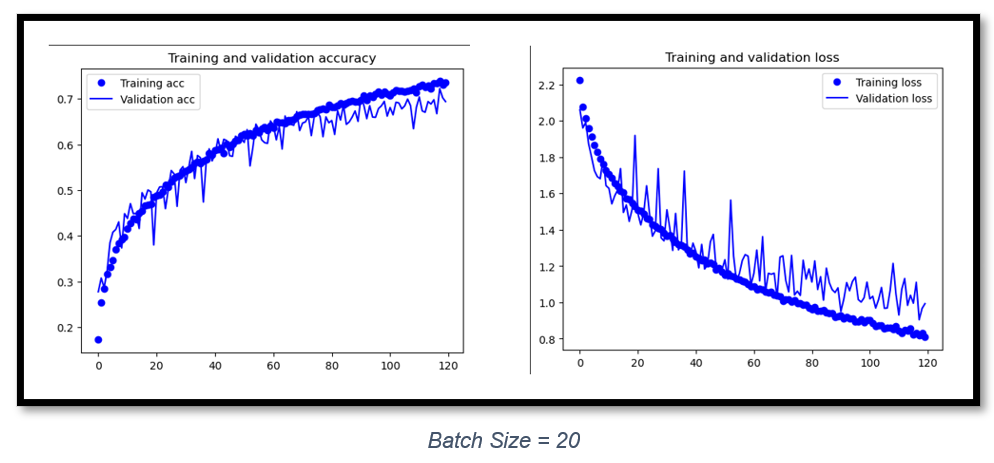 Training and validation accuracy
Training acc
Validation acc
0.7
0.6
0.5
0.4
0.3
0.2
0 20 40 60 80 100 120
Training and validation loss
Training loss
Validation loss
2.2
2.0
1.8
1.6
1.4
1.2
1.0
0.8
0 20 40 60 80 100 120
Batch Size = 20